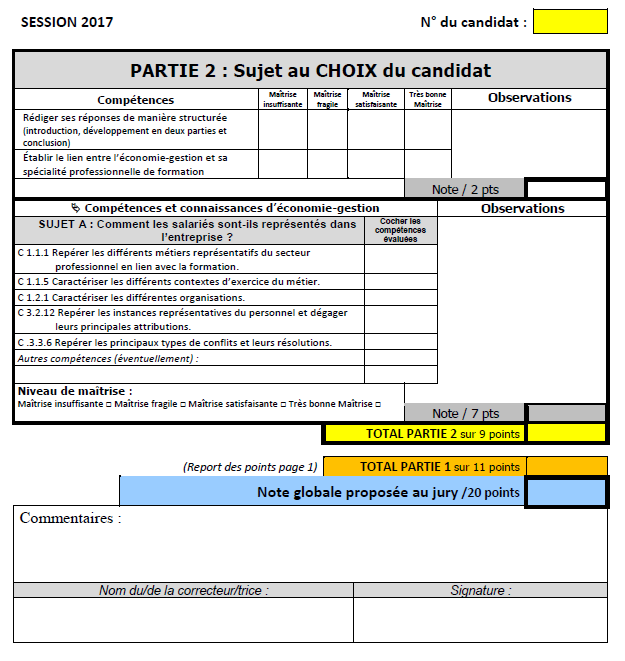 SESSION 2017 N° du candidat :
PARTIE 2 : Sujet au CHOIX du candidat
Compétences
Maîtrise insuffisante
Maîtrise fragile
Maîtrise satisfaisante
Très bonne Maîtrise
Observations
Rédiger ses réponses de manière structurée
(introduction, développement en deux parties et
conclusion)
Établir le lien entre l'économie-gestion et sa
spécialité professionnelle de formation
Note / 2 pts
Compétences et connaissances d'économie-gestion
Observations
SUJET A : Comment les salariés sont-ils représentés dans
l'entreprise ?
Cocher les
compétences
évaluées
C 1.1.1 Repérer les différents métiers représentatifs du secteur
professionnel en lien avec la formation.
C 1.1.5 Caractériser les différents contextes d'exercice du métier.
C 1.2.1 Caractériser les différentes organisations.
C 3.2.12 Repérer les instances représentatives du personnel et dégager
leurs principales attributions.
C .3.3.6 Repérer les principaux types de conflits et leurs résolutions.
Autres compétences (éventuellement) :
Niveau de maîtrise :
Maîtrise insuffisante □ Maîtrise fragile □ Maîtrise satisfaisante □ Très bonne Maîtrise □
Note / 7 pts
TOTAL PARTIE 2 sur 9 points
(Report des points page 1) TOTAL PARTIE 1 sur 11 points
Note globale proposée au jury /20 points
Commentaires :
Nom du/de la correcteur/trice : Signature :